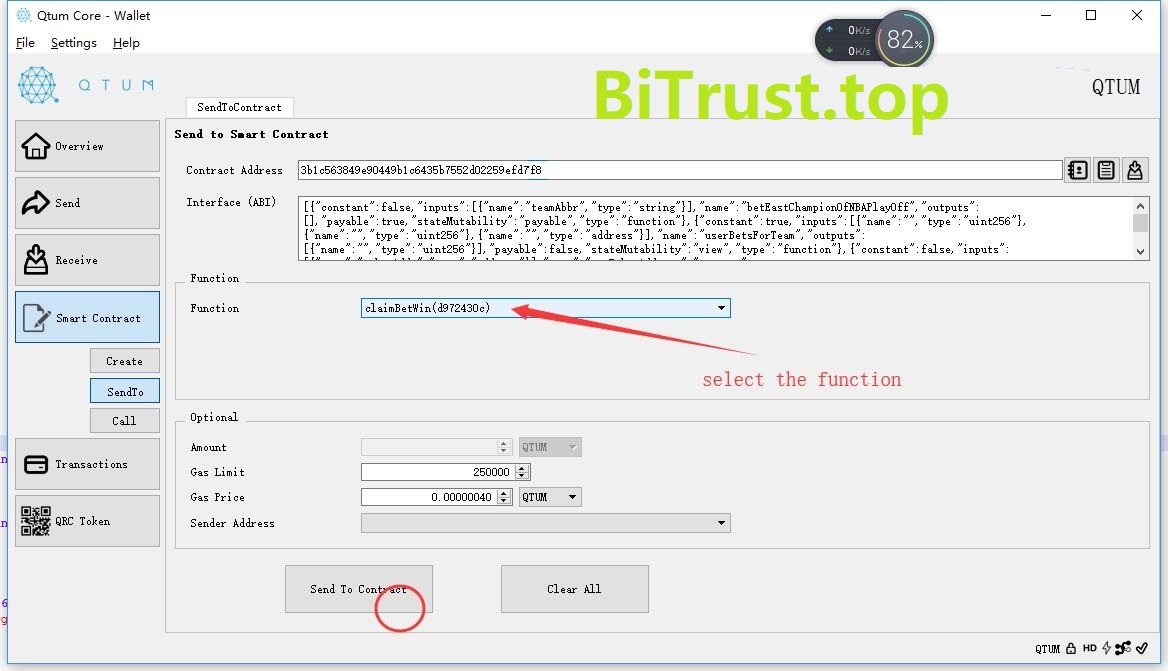 Qtum Core - Wallet
File Settings Help
0K/s
0K/s
82%
QTUM
BiTrust.top
QTUM
SendToContract
Send to Smart Contract
Overview
Send
Receive
Smart Contract
Create
SendTo
Call
Transactions
QRC Token
Contract Address 3b1c563849e90449b1c6435b7552d02259efd7f8
Interface (ABI)
[{"constant":false,"inputs":[{"name":"teamAbbr","type":"string"}],"name":"betEastChampionOfNBAPlayOff","outputs":
[],"payable":true,"stateMutability":"payable","type":"function"},{"constant":true,"inputs":[{"name":"","type":"uint256"},
{"name":"","type":"uint256"},{"name":"","type":"address"}],"name":"userBetsForTeam","outputs":
[{"name":"","type":"uint256"}],"payable":false,"stateMutability":"view","type":"function"},{"constant":false,"inputs":
Function
Function claimBetWin(d972430c)
select the function
Optional
Amount QTUM
Gas Limit 250000
Gas Price 0.00000040 QTUM
Sender Address
Send To Contract Clear All
QTUM HD